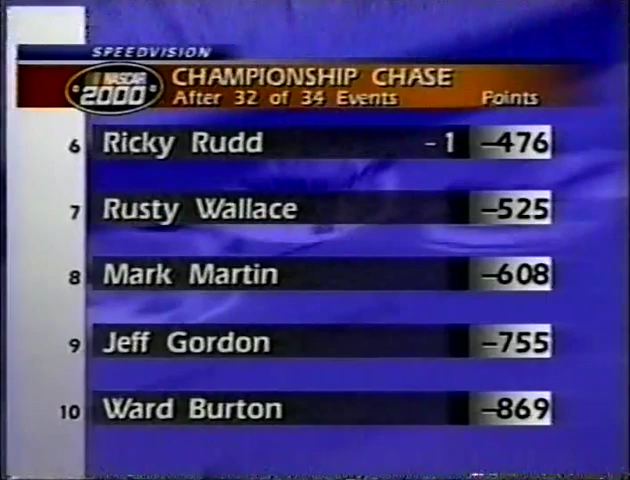 SPEEDVISION
NASCAR 2000 CHAMPIONSHIP CHASE
After 32 of 34 Events Points
6 Ricky Rudd -1 -476
7 Rusty Wallace -525
8 Mark Martin -608
9 Jeff Gordon -755
10 Ward Burton -869